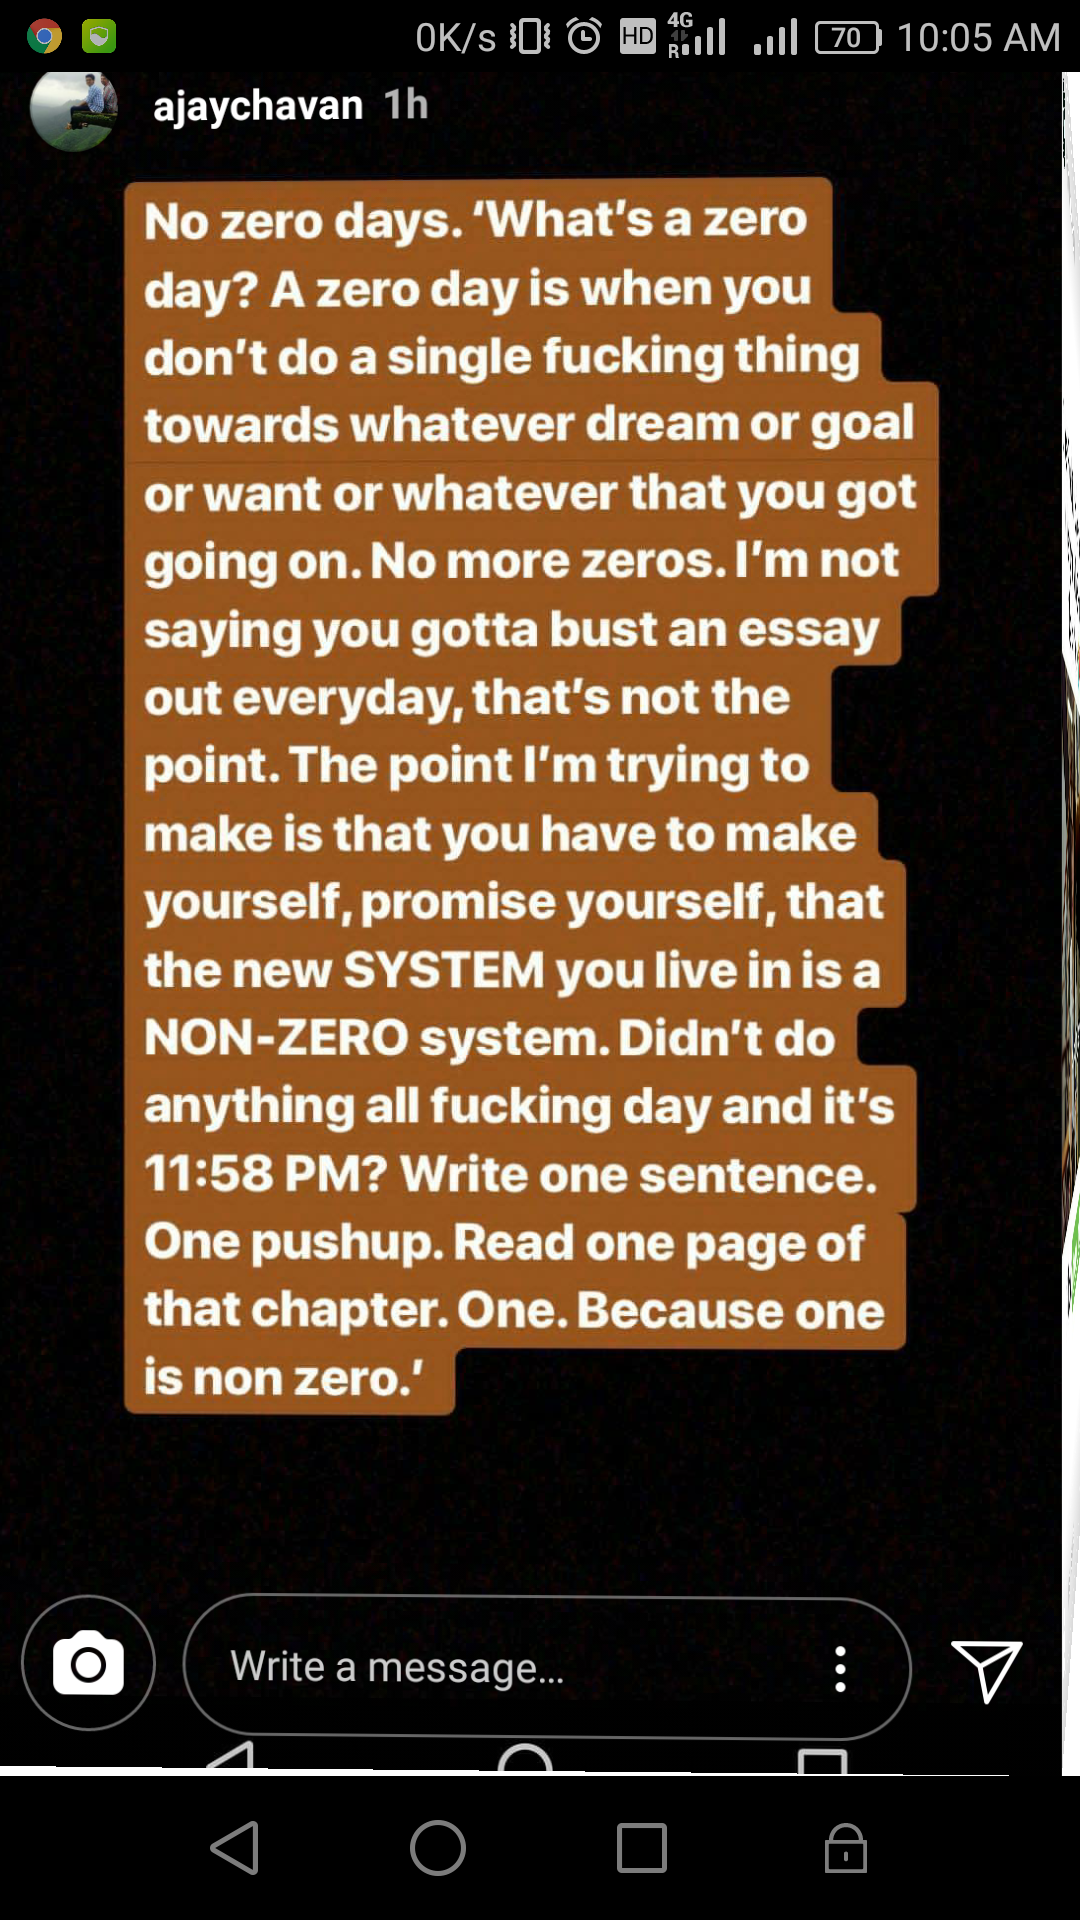 0K/s HD 4G R 70 10:05 AM
ajaychavan 1h
No zero days. ‘What’s a zero
day? A zero day is when you
don’t do a single fucking thing
towards whatever dream or goal
or want or whatever that you got
going on. No more zeros. I’m not
saying you gotta bust an essay
out everyday, that’s not the
point. The point I’m trying to
make is that you have to make
yourself, promise yourself, that
the new SYSTEM you live in is a
NON-ZERO system. Didn’t do
anything all fucking day and it’s
11:58 PM? Write one sentence.
One pushup. Read one page of
that chapter. One. Because one
is non zero.’
Write a message...